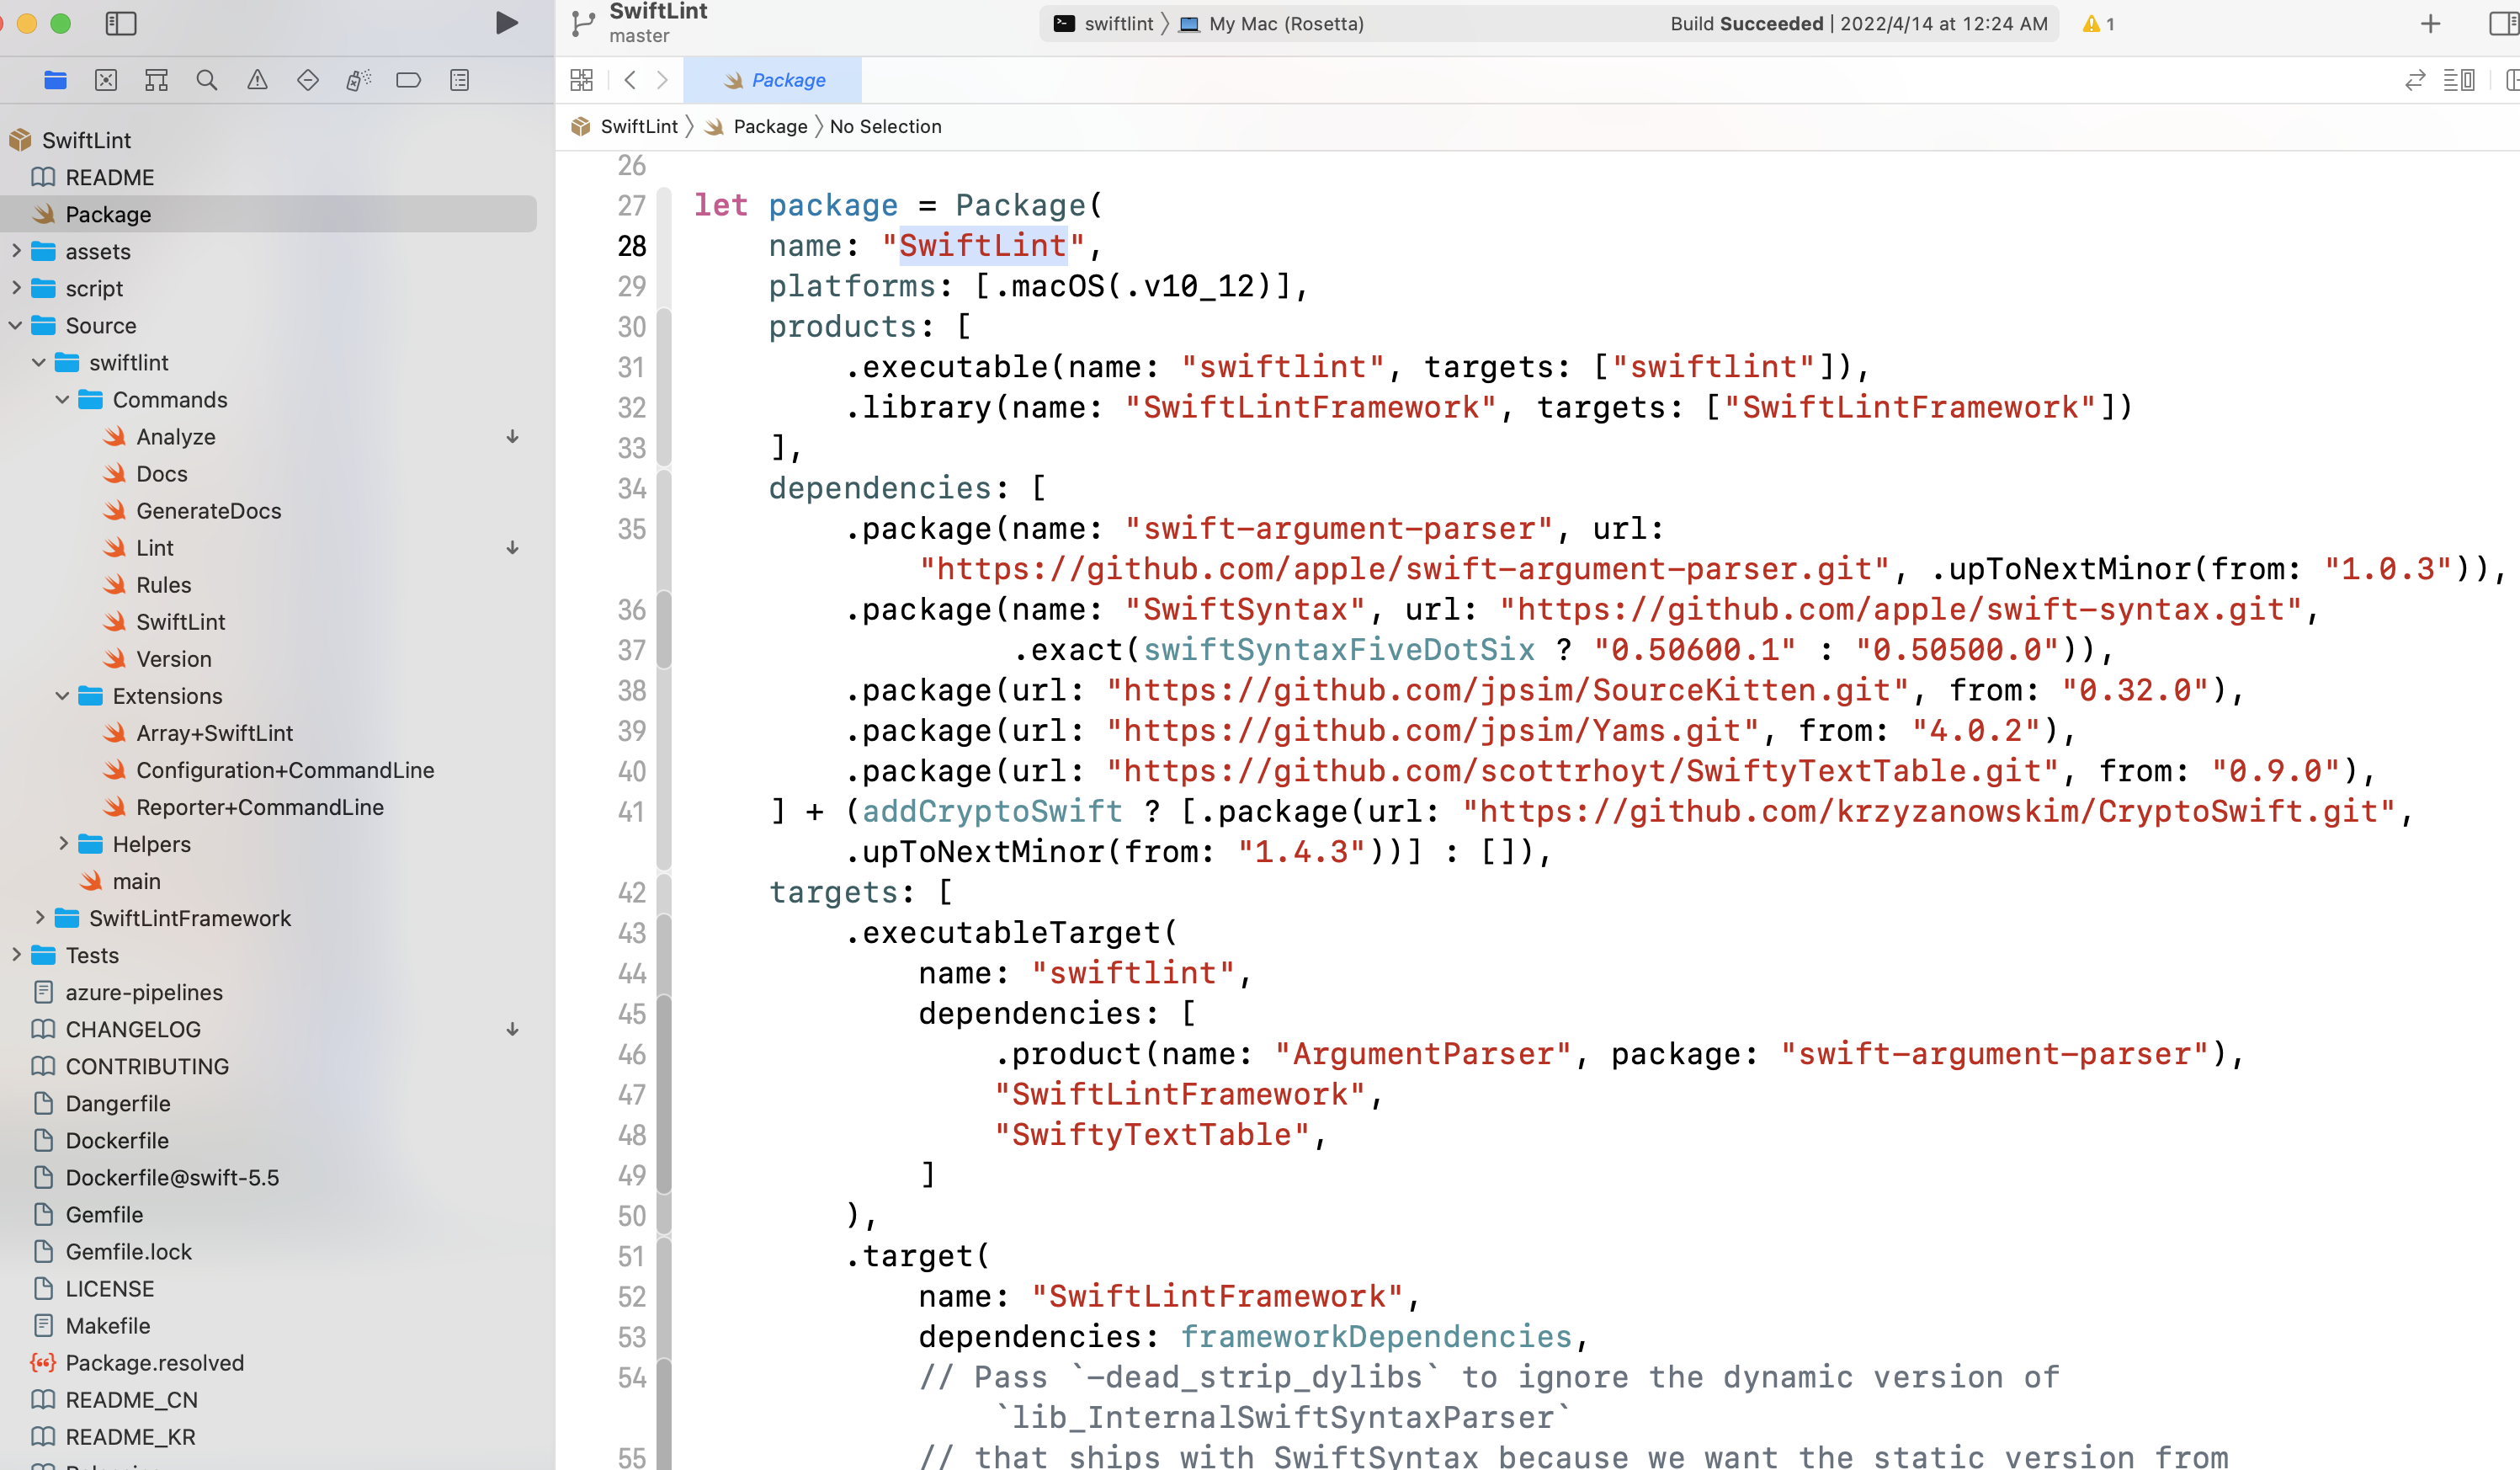 SwiftLint
master
swiftlint
My Mac (Rosetta)
Build Succeeded | 2022/4/14 at 12:24 AM
1
Package
SwiftLint
Package
No Selection
SwiftLint
README
Package
assets
script
Source
swiftlint
Commands
Analyze
Docs
GenerateDocs
Lint
Rules
SwiftLint
Version
Extensions
Array+SwiftLint
Configuration+CommandLine
Reporter+CommandLine
Helpers
main
SwiftLintFramework
Tests
azure-pipelines
CHANGELOG
CONTRIBUTING
Dangerfile
Dockerfile
Dockerfile@swift-5.5
Gemfile
Gemfile.lock
LICENSE
Makefile
Package.resolved
README_CN
README_KR
26
27 let package = Package(
28 name: "SwiftLint",
29 platforms: [.macOS(.v10_12)],
30 products: [
31 .executable(name: "swiftlint", targets: ["swiftlint"]),
32 .library(name: "SwiftLintFramework", targets: ["SwiftLintFramework"])
33 ],
34 dependencies: [
35 .package(name: "swift-argument-parser", url:
"https://github.com/apple/swift-argument-parser.git", .upToNextMinor(from: "1.0.3")),
36 .package(name: "SwiftSyntax", url: "https://github.com/apple/swift-syntax.git",
37 .exact(swiftSyntaxFiveDotSix ? "0.50600.1" : "0.50500.0")),
38 .package(url: "https://github.com/jpsim/SourceKitten.git", from: "0.32.0"),
39 .package(url: "https://github.com/jpsim/Yams.git", from: "4.0.2"),
40 .package(url: "https://github.com/scottrhoyt/SwiftyTextTable.git", from: "0.9.0"),
41 ] + (addCryptoSwift ? [.package(url: "https://github.com/krzyzanowskim/CryptoSwift.git",
.upToNextMinor(from: "1.4.3"))] : []),
42 targets: [
43 .executableTarget(
44 name: "swiftlint",
45 dependencies: [
46 .product(name: "ArgumentParser", package: "swift-argument-parser"),
47 "SwiftLintFramework",
48 "SwiftyTextTable",
49 ]
50 ),
51 .target(
52 name: "SwiftLintFramework",
53 dependencies: frameworkDependencies,
54 // Pass `-dead_strip_dylibs` to ignore the dynamic version of
`lib_InternalSwiftSyntaxParser`
55 // that ships with SwiftSyntax because we want the static version from